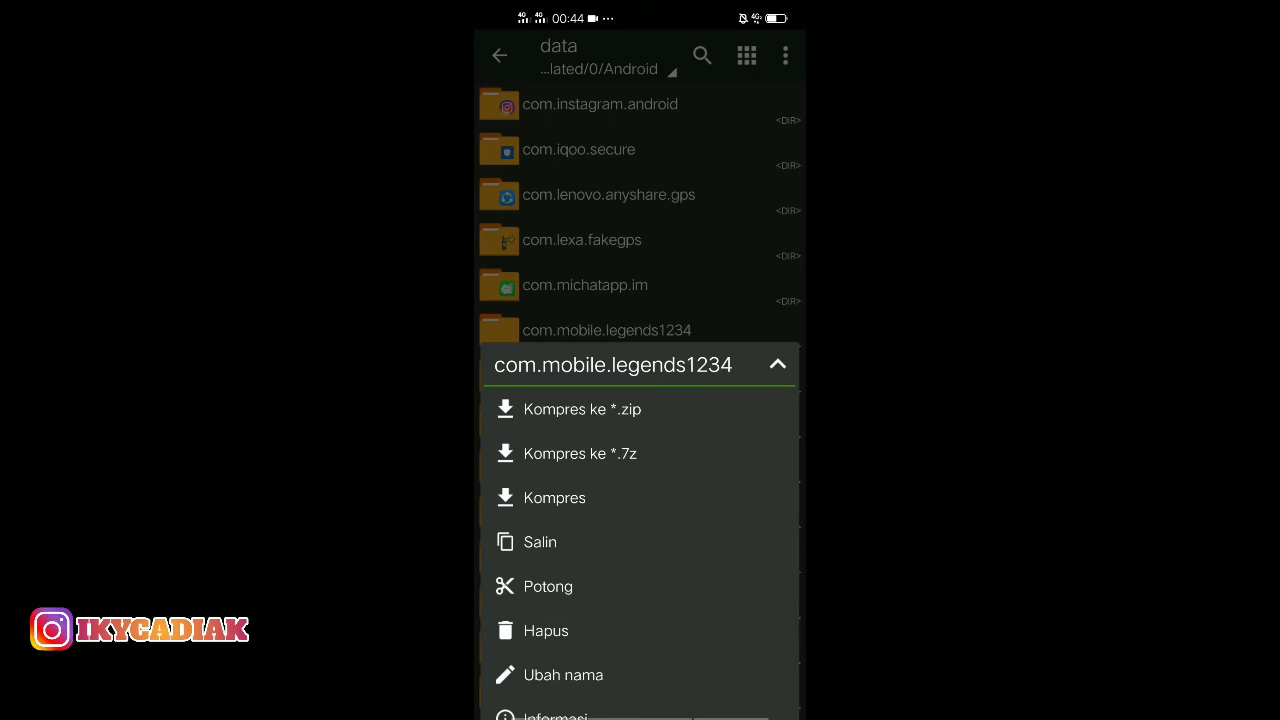 00:44
data
...lated/0/Android
com.instagram.android
<DIR>
com.iqoo.secure
<DIR>
com.lenovo.anyshare.gps
<DIR>
com.lexa.fakegps
<DIR>
com.michatapp.im
<DIR>
com.mobile.legends1234
com.mobile.legends1234
Kompres ke *.zip
Kompres ke *.7z
Kompres
Salin
Potong
Hapus
Ubah nama
Informasi
IKYCADIAK